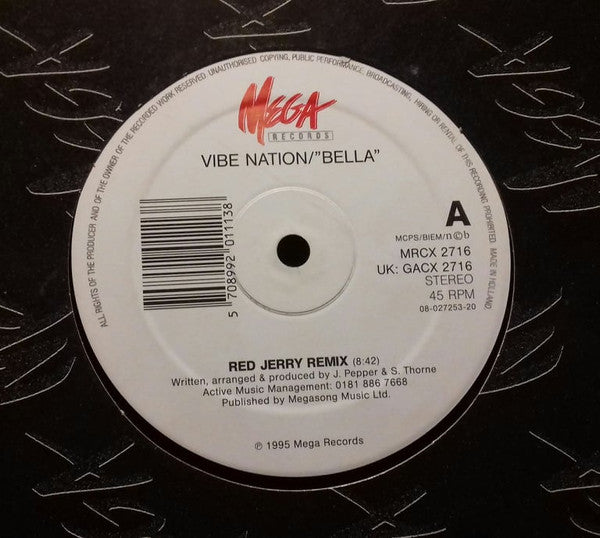 ALL RIGHTS OF THE PRODUCER AND OF THE OWNER OF THE RECORDED WORK RESERVED. UNAUTHORISED COPYING, PUBLIC PERFORMANCE, BROADCASTING, HIRING OR RENTAL OF THIS RECORDING PROHIBITED. MADE IN HOLLAND.
MEGA
RECORDS
VIBE NATION/"BELLA"
A
MCPS/BIEM/n©b
MRCX 2716
UK: GACX 2716
STEREO
45 RPM
08-027253-20
5 708992 011138
RED JERRY REMIX (8:42)
Written, arranged & produced by J. Pepper & S. Thorne
Active Music Management: 0181 886 7668
Published by Megasong Music Ltd.
℗ 1995 Mega Records